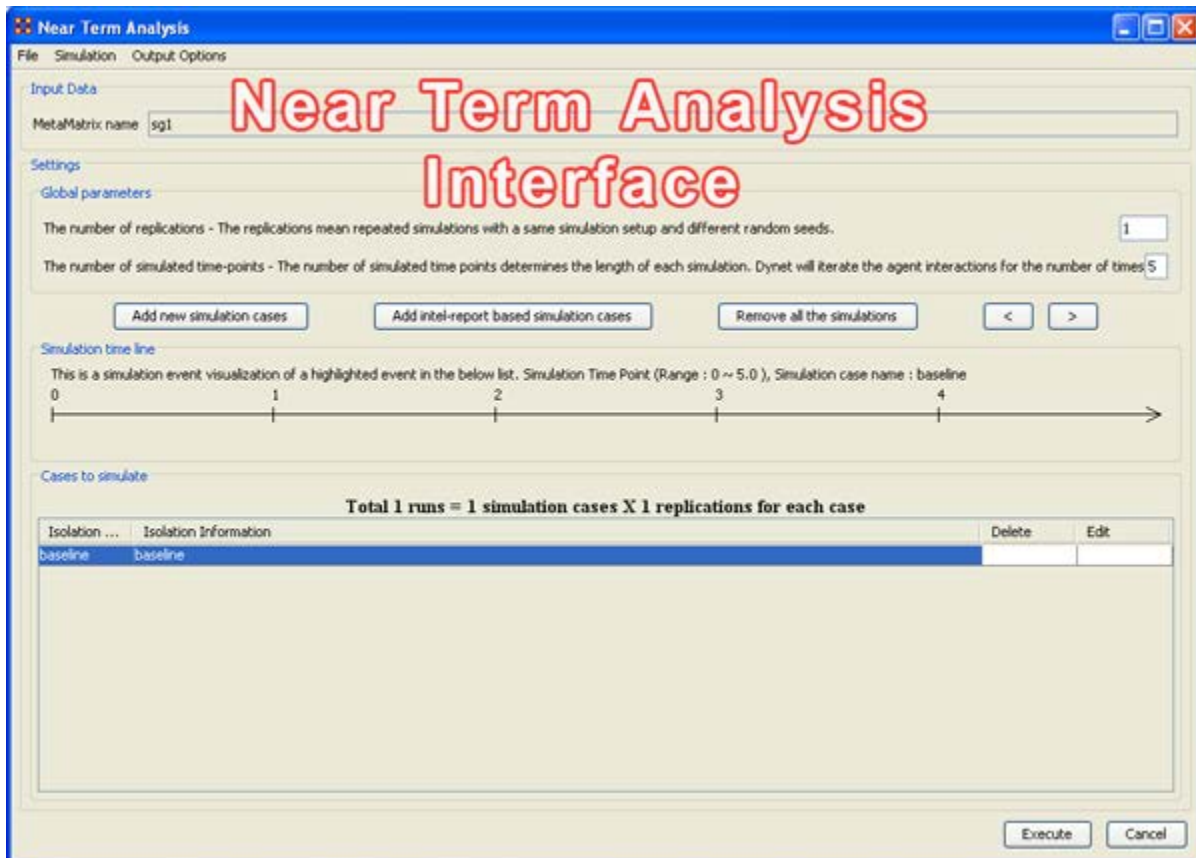 Near Term Analysis
File Simulation Output Options
Near Term Analysis
Interface
Input Data
MetaMatrix name sg1
Settings
Global parameters
The number of replications - The replications mean repeated simulations with a same simulation setup and different random seeds. 1
The number of simulated time-points - The number of simulated time points determines the length of each simulation. Dynet will iterate the agent interactions for the number of times 5
Add new simulation cases Add intel-report based simulation cases Remove all the simulations < >
Simulation time line
This is a simulation event visualization of a highlighted event in the below list. Simulation Time Point (Range : 0 ~ 5.0 ), Simulation case name : baseline
0 1 2 3 4
Cases to simulate
Total 1 runs = 1 simulation cases X 1 replications for each case
Isolation ... Isolation Information Delete Edit
baseline baseline
Execute Cancel